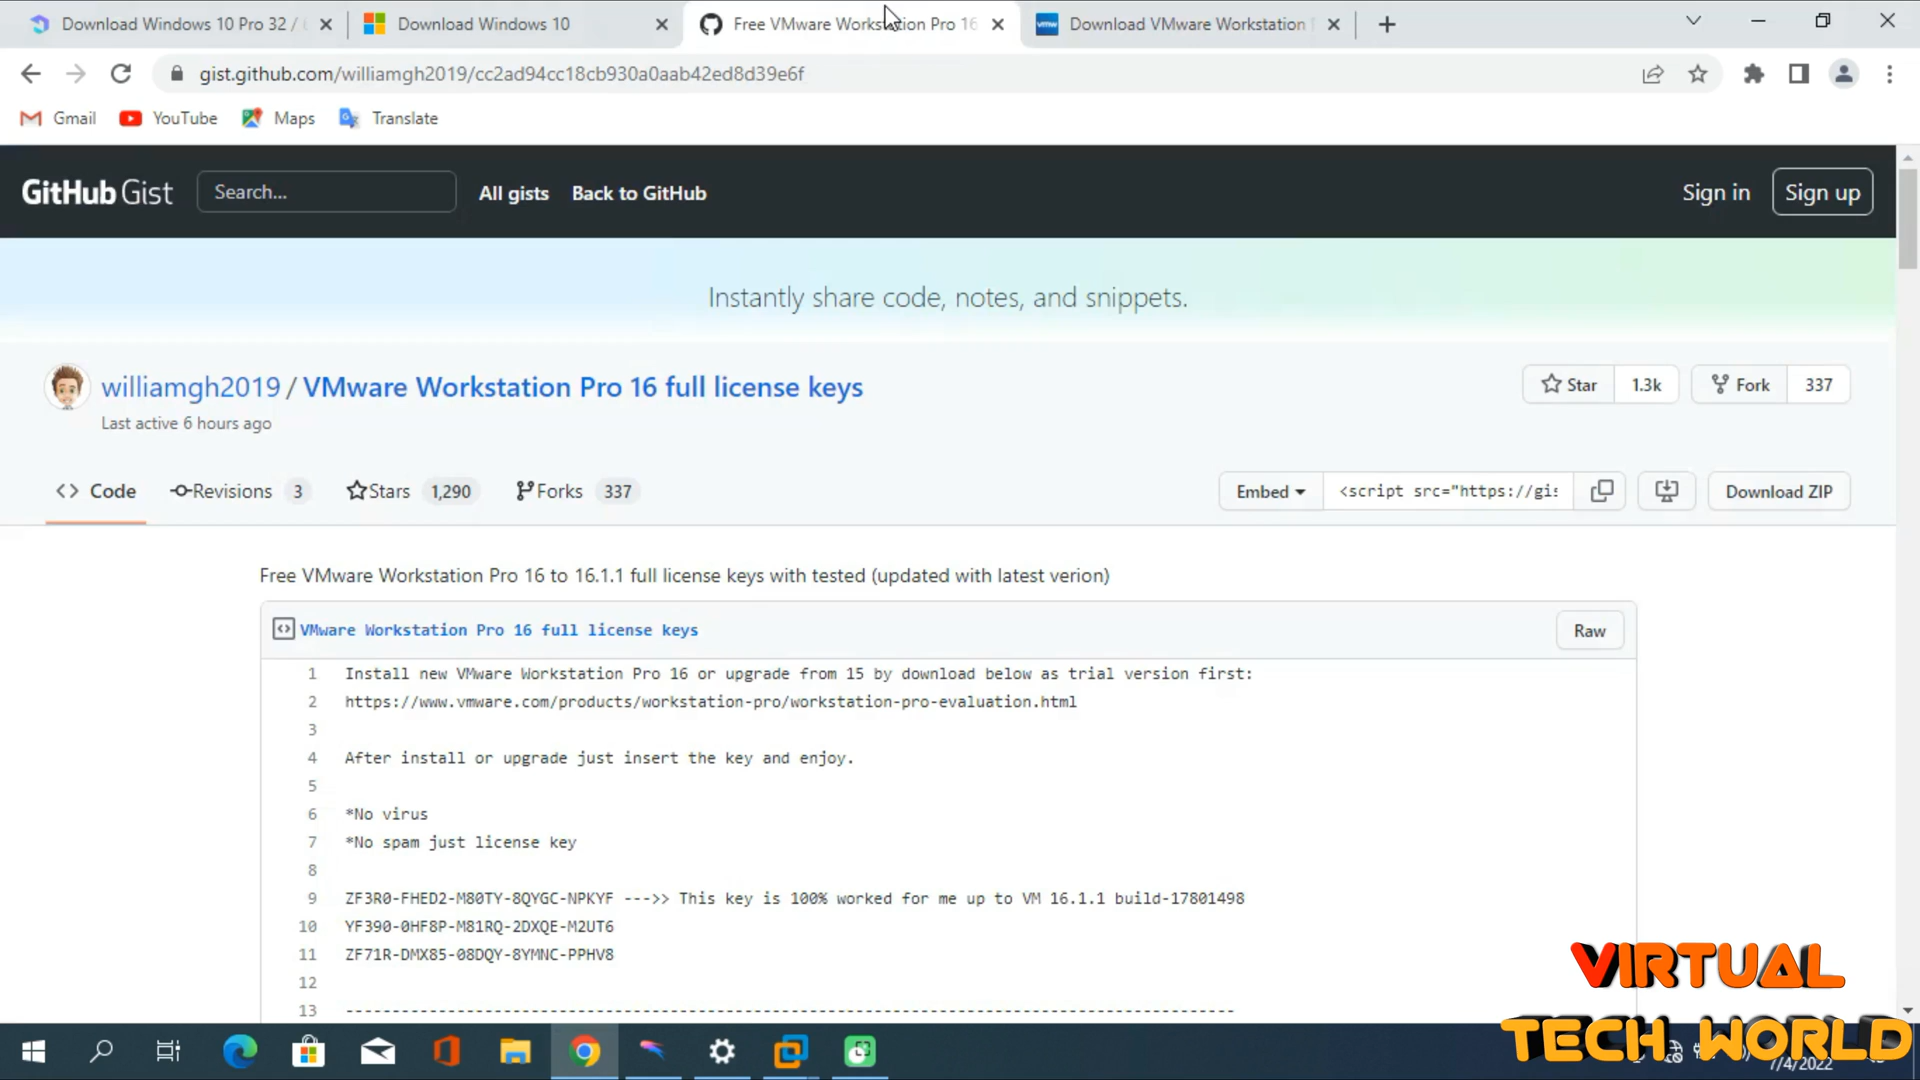 Download Windows 10 Pro 32 /
Download Windows 10
Free VMware Workstation Pro 16
Download VMware Workstation
gist.github.com/williamgh2019/cc2ad94cc18cb930a0aab42ed8d39e6f
Gmail
YouTube
Maps
Translate
GitHub Gist
Search...
All gists
Back to GitHub
Sign in
Sign up
Instantly share code, notes, and snippets.
williamgh2019 / VMware Workstation Pro 16 full license keys
Last active 6 hours ago
Star 1.3k
Fork 337
<> Code
Revisions 3
Stars 1,290
Forks 337
Embed
<script src="https://gi
Download ZIP
Free VMware Workstation Pro 16 to 16.1.1 full license keys with tested (updated with latest verion)
VMware Workstation Pro 16 full license keys
Raw
1 Install new VMware Workstation Pro 16 or upgrade from 15 by download below as trial version first:
2 https://www.vmware.com/products/workstation-pro/workstation-pro-evaluation.html
3
4 After install or upgrade just insert the key and enjoy.
5
6 *No virus
7 *No spam just license key
8
9 ZF3R0-FHED2-M80TY-8QYGC-NPKYF --->> This key is 100% worked for me up to VM 16.1.1 build-17801498
10 YF390-0HF8P-M81RQ-2DXQE-M2UT6
11 ZF71R-DMX85-08DQY-8YMNC-PPHV8
12
13 ----------------------------------------------------------------------------------------------
VIRTUAL
TECH WORLD
7/4/2022